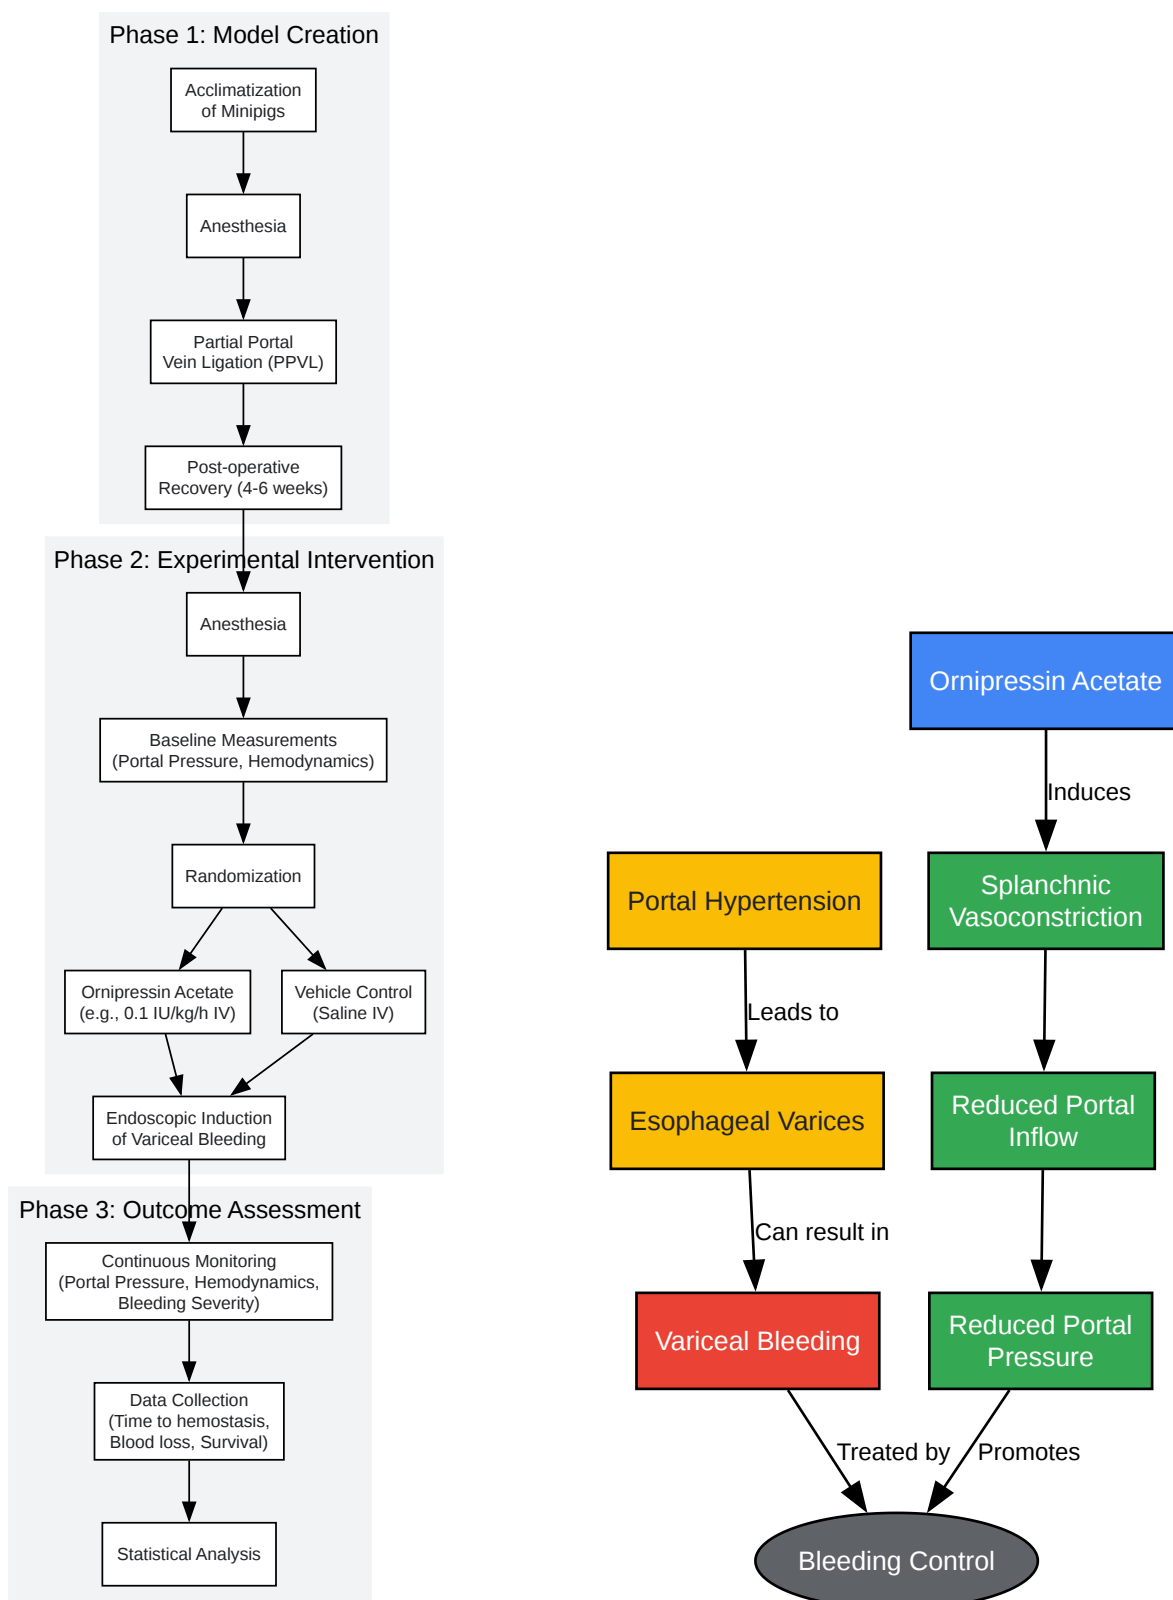 Phase 1: Model Creation
Acclimatization
of Minipigs
Anesthesia
Partial Portal
Vein Ligation (PPVL)
Post-operative
Recovery (4-6 weeks)
Phase 2: Experimental Intervention
Anesthesia
Baseline Measurements
(Portal Pressure, Hemodynamics)
Randomization
Ornipressin Acetate
(e.g., 0.1 IU/kg/h IV)
Vehicle Control
(Saline IV)
Endoscopic Induction
of Variceal Bleeding
Phase 3: Outcome Assessment
Continuous Monitoring
(Portal Pressure, Hemodynamics,
Bleeding Severity)
Data Collection
(Time to hemostasis,
Blood loss, Survival)
Statistical Analysis
Ornipressin Acetate
Induces
Portal Hypertension
Splanchnic
Vasoconstriction
Leads to
Esophageal Varices
Reduced Portal
Inflow
Can result in
Variceal Bleeding
Reduced Portal
Pressure
Treated by
Promotes
Bleeding Control